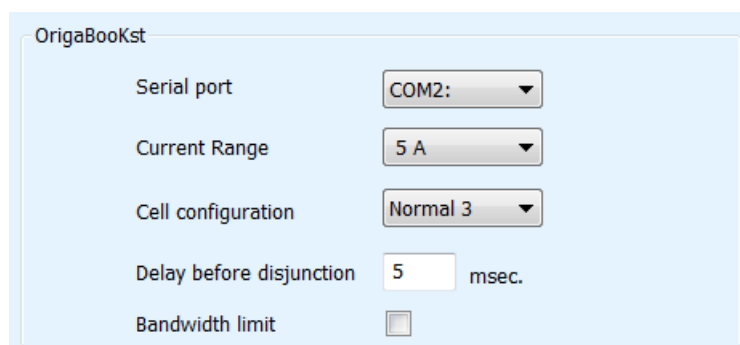 OrigaBooKst
Serial port COM2:
Current Range 5 A
Cell configuration Normal 3
Delay before disjunction 5 msec.
Bandwidth limit